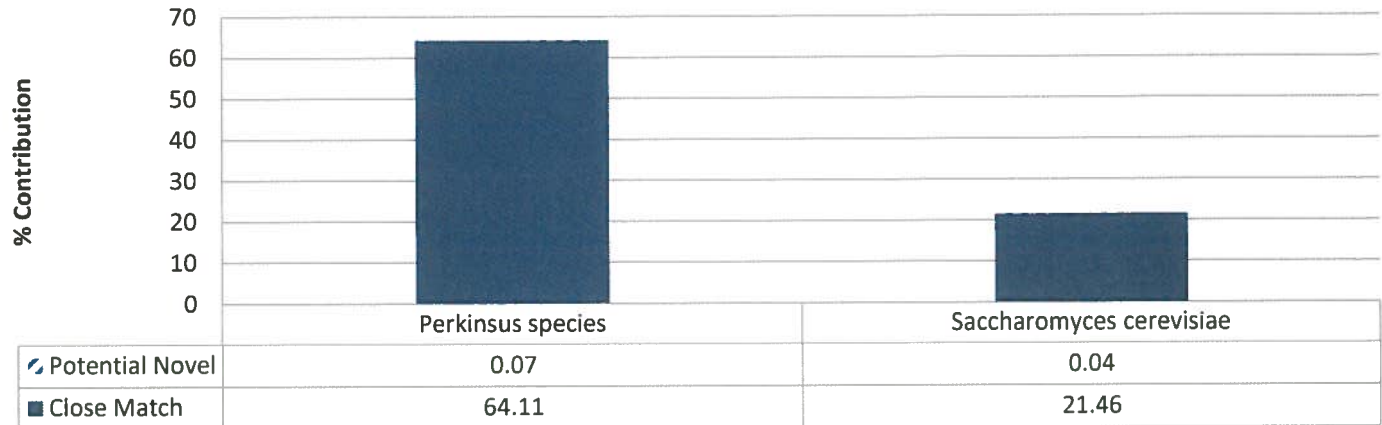 70
60
50
40
30
20
10
0
% Contribution
Perkinsus species Saccharomyces cerevisiae
Potential Novel 0.07 0.04
Close Match 64.11 21.46